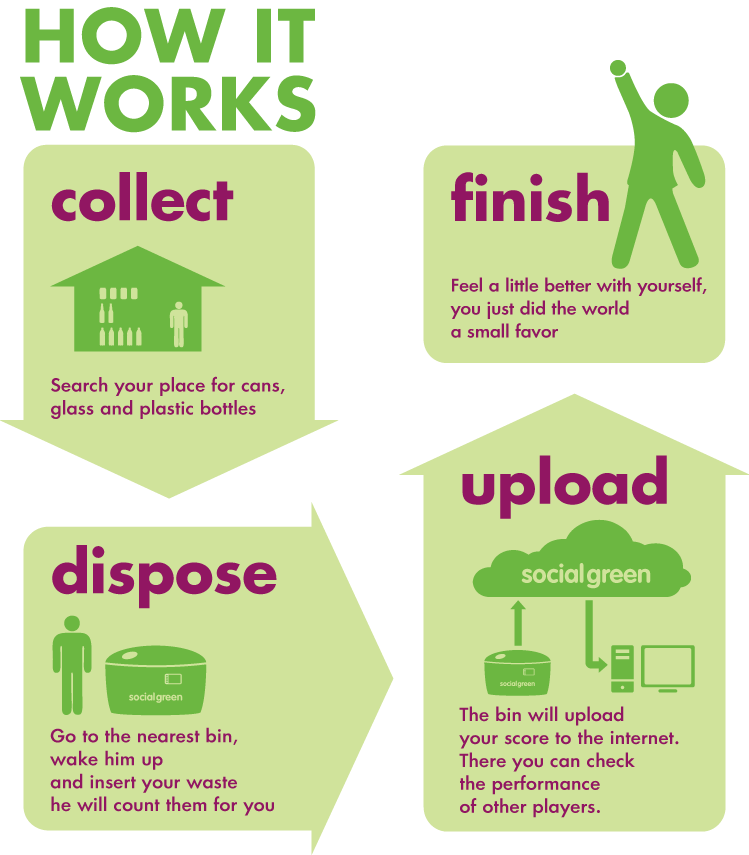 HOW IT
WORKS
collect
Search your place for cans,
glass and plastic bottles
dispose
socialgreen
Go to the nearest bin,
wake him up
and insert your waste
he will count them for you
upload
socialgreen
socialgreen
The bin will upload
your score to the internet.
There you can check
the performance
of other players.
finish
Feel a little better with yourself,
you just did the world
a small favor